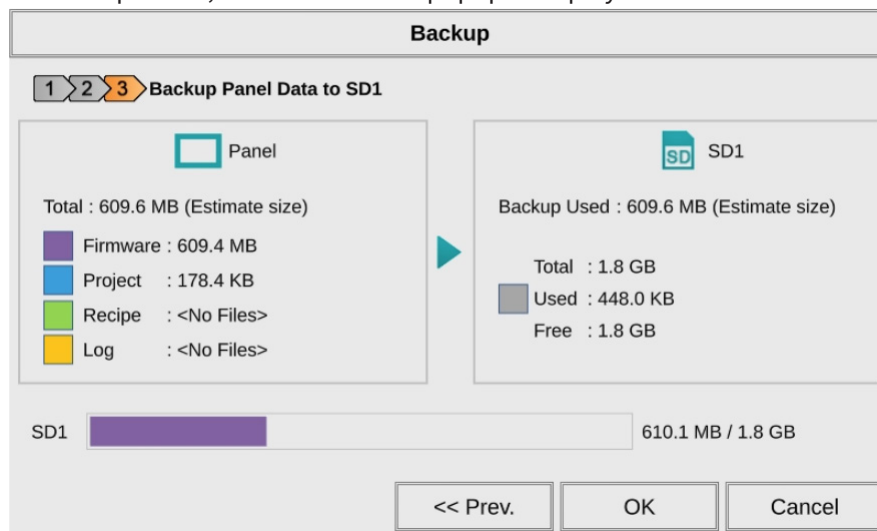 Backup
1 2 3 Backup Panel Data to SD1
Panel
Total : 609.6 MB (Estimate size)
Firmware : 609.4 MB
Project : 178.4 KB
Recipe : <No Files>
Log : <No Files>
SD SD1
Backup Used : 609.6 MB (Estimate size)
Total : 1.8 GB
Used : 448.0 KB
Free : 1.8 GB
SD1 610.1 MB / 1.8 GB
<< Prev. OK Cancel